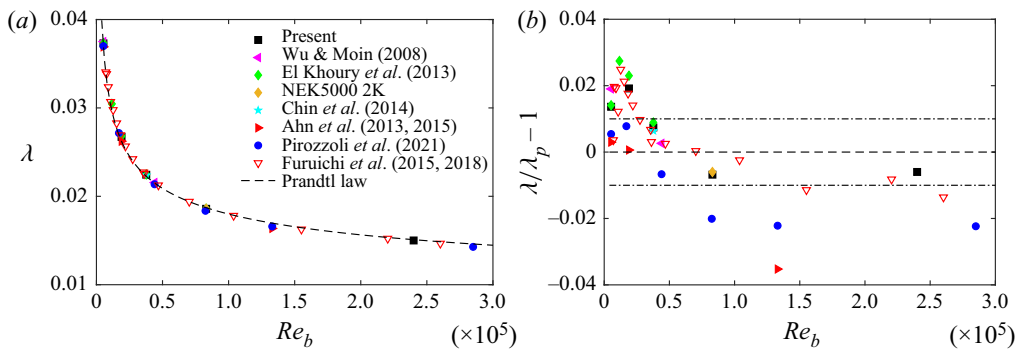 (a)
0.04
0.03
λ
0.02
0.01
0
0.5
1.0
1.5
2.0
2.5
3.0
Re_b
(×10^5)
Present
Wu & Moin (2008)
El Khoury et al. (2013)
NEK5000 2K
Chin et al. (2014)
Ahn et al. (2013, 2015)
Pirozzoli et al. (2021)
Furuichi et al. (2015, 2018)
Prandtl law
(b)
0.04
0.02
0
−0.02
−0.04
λ/λ_p − 1
0
0.5
1.0
1.5
2.0
2.5
3.0
Re_b
(×10^5)